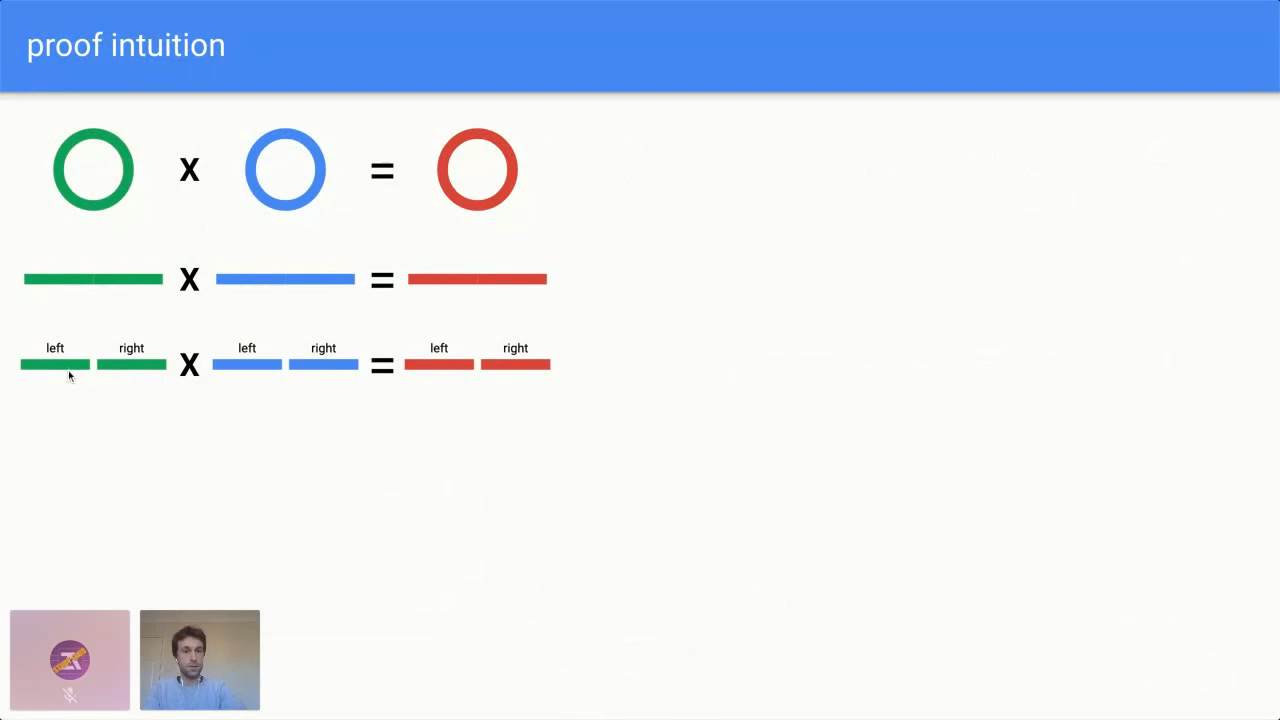 proof intuition
x =
x =
left right left right left right
x =